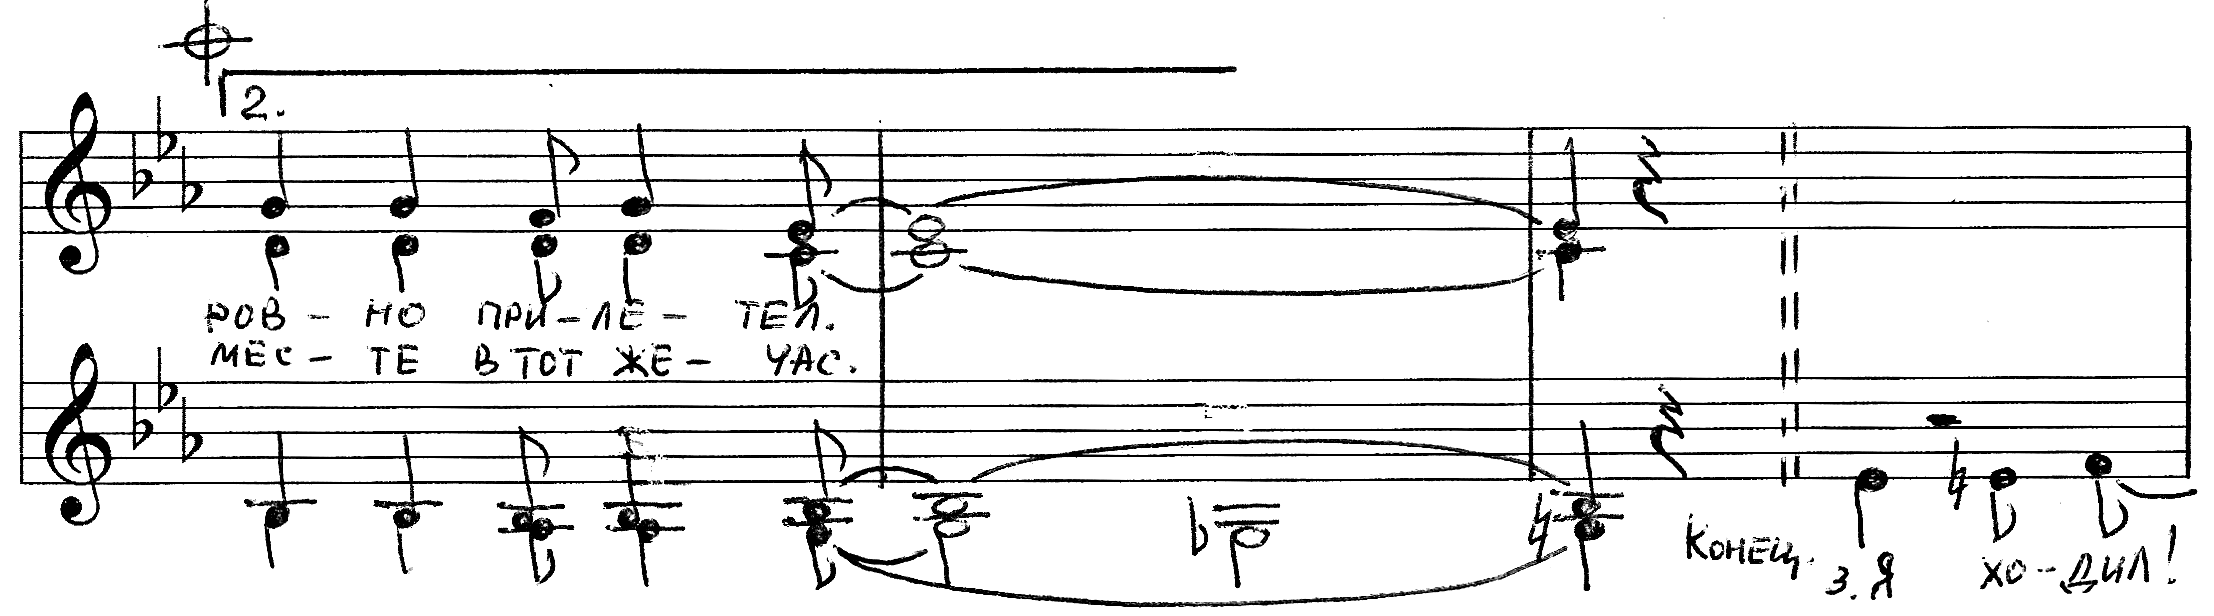 2.
РОВ - НО ПРИ-ЛЕ - ТЕЛ.
МЕС - ТЕ В ТОТ ЖЕ - ЧАС.
КОНЕЦ.
3. Я ХО-ДИЛ!